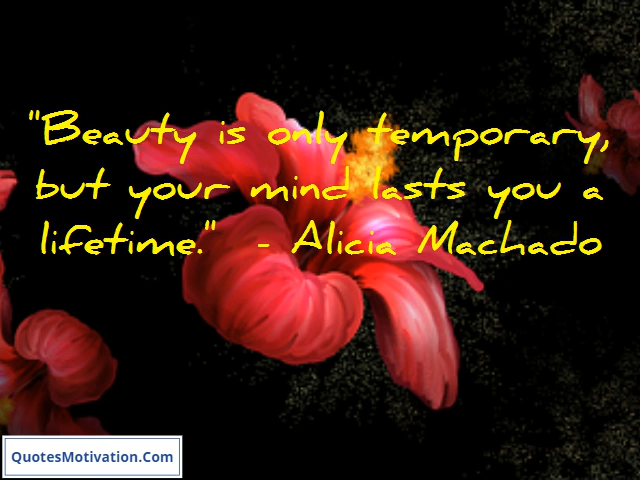 "Beauty is only temporary,
but your mind lasts you a
lifetime." - Alicia Machado
QuotesMotivation.Com